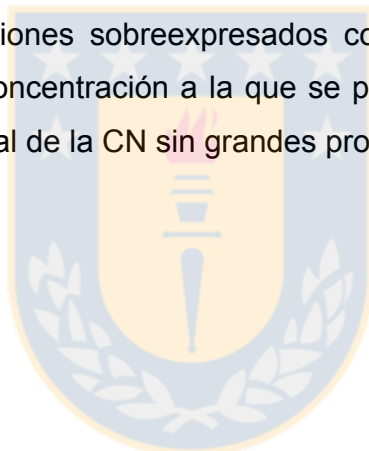 iones sobreexpresados co
oncentración a la que se p
al de la CN sin grandes pro